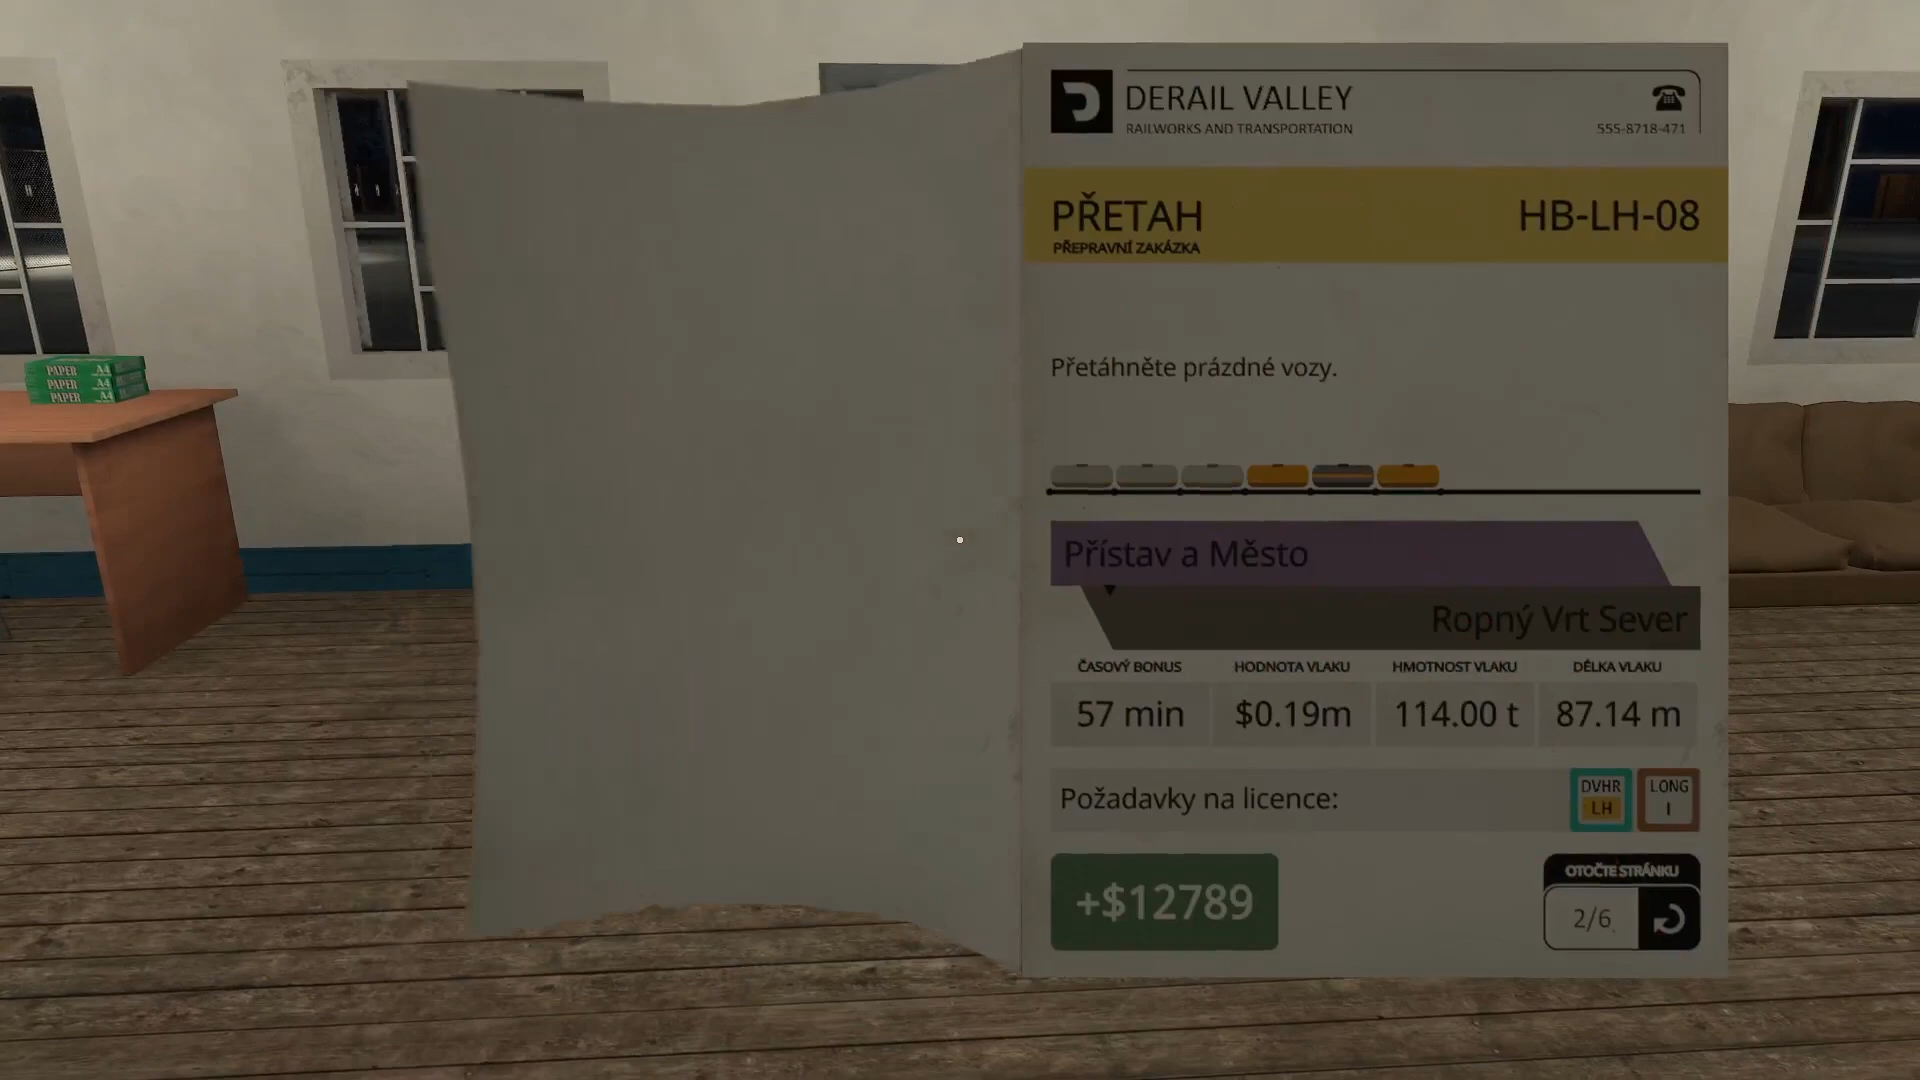 PAPER A4
PAPER A4
PAPER A4
DERAIL VALLEY
RAILWORKS AND TRANSPORTATION
555-8718-471
PŘETAH
PŘEPRAVNÍ ZAKÁZKA
HB-LH-08
Přetáhněte prázdné vozy.
Přístav a Město
Ropný Vrt Sever
ČASOVÝ BONUS HODNOTA VLAKU HMOTNOST VLAKU DÉLKA VLAKU
57 min $0.19m 114.00 t 87.14 m
Požadavky na licence:
DVHR
LH
LONG
I
+$12789
OTOČTE STRÁNKU
2/6